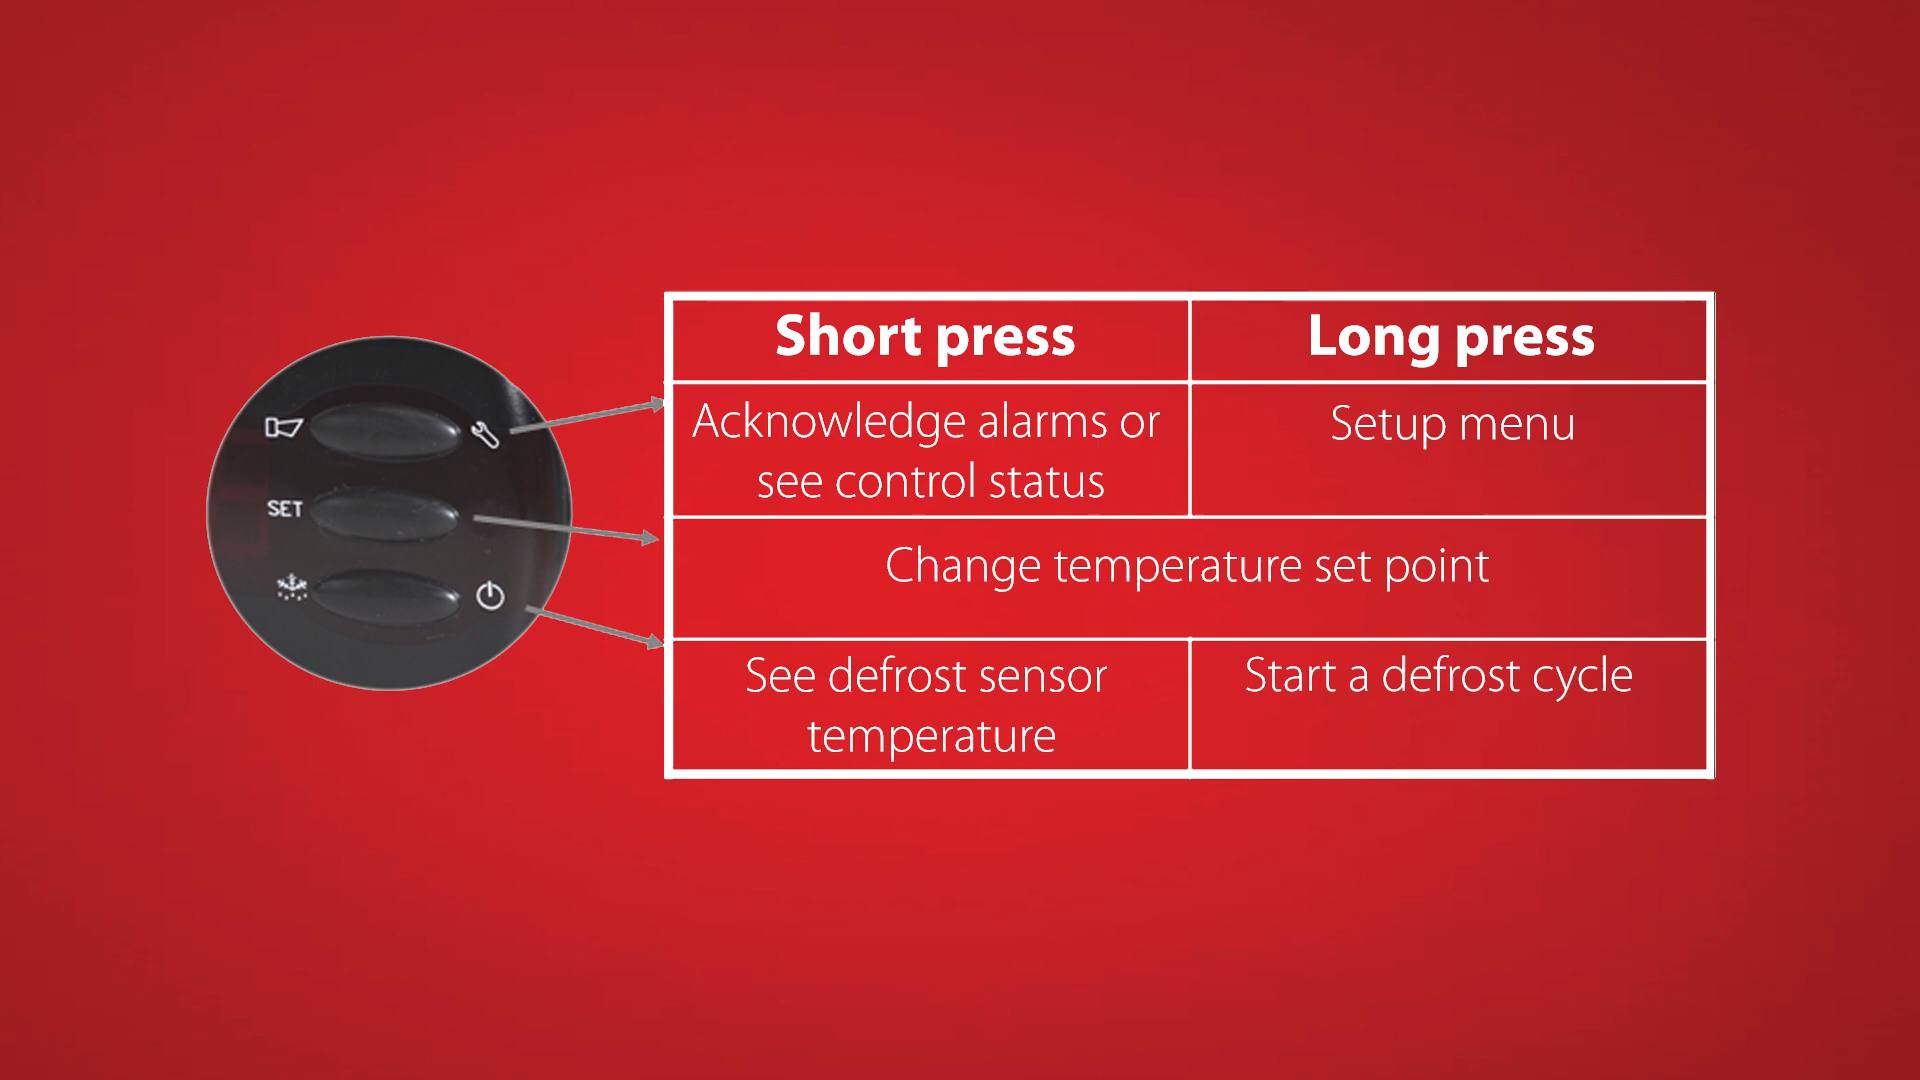 Short press
Long press
Acknowledge alarms or
see control status
Setup menu
SET
Change temperature set point
See defrost sensor
temperature
Start a defrost cycle